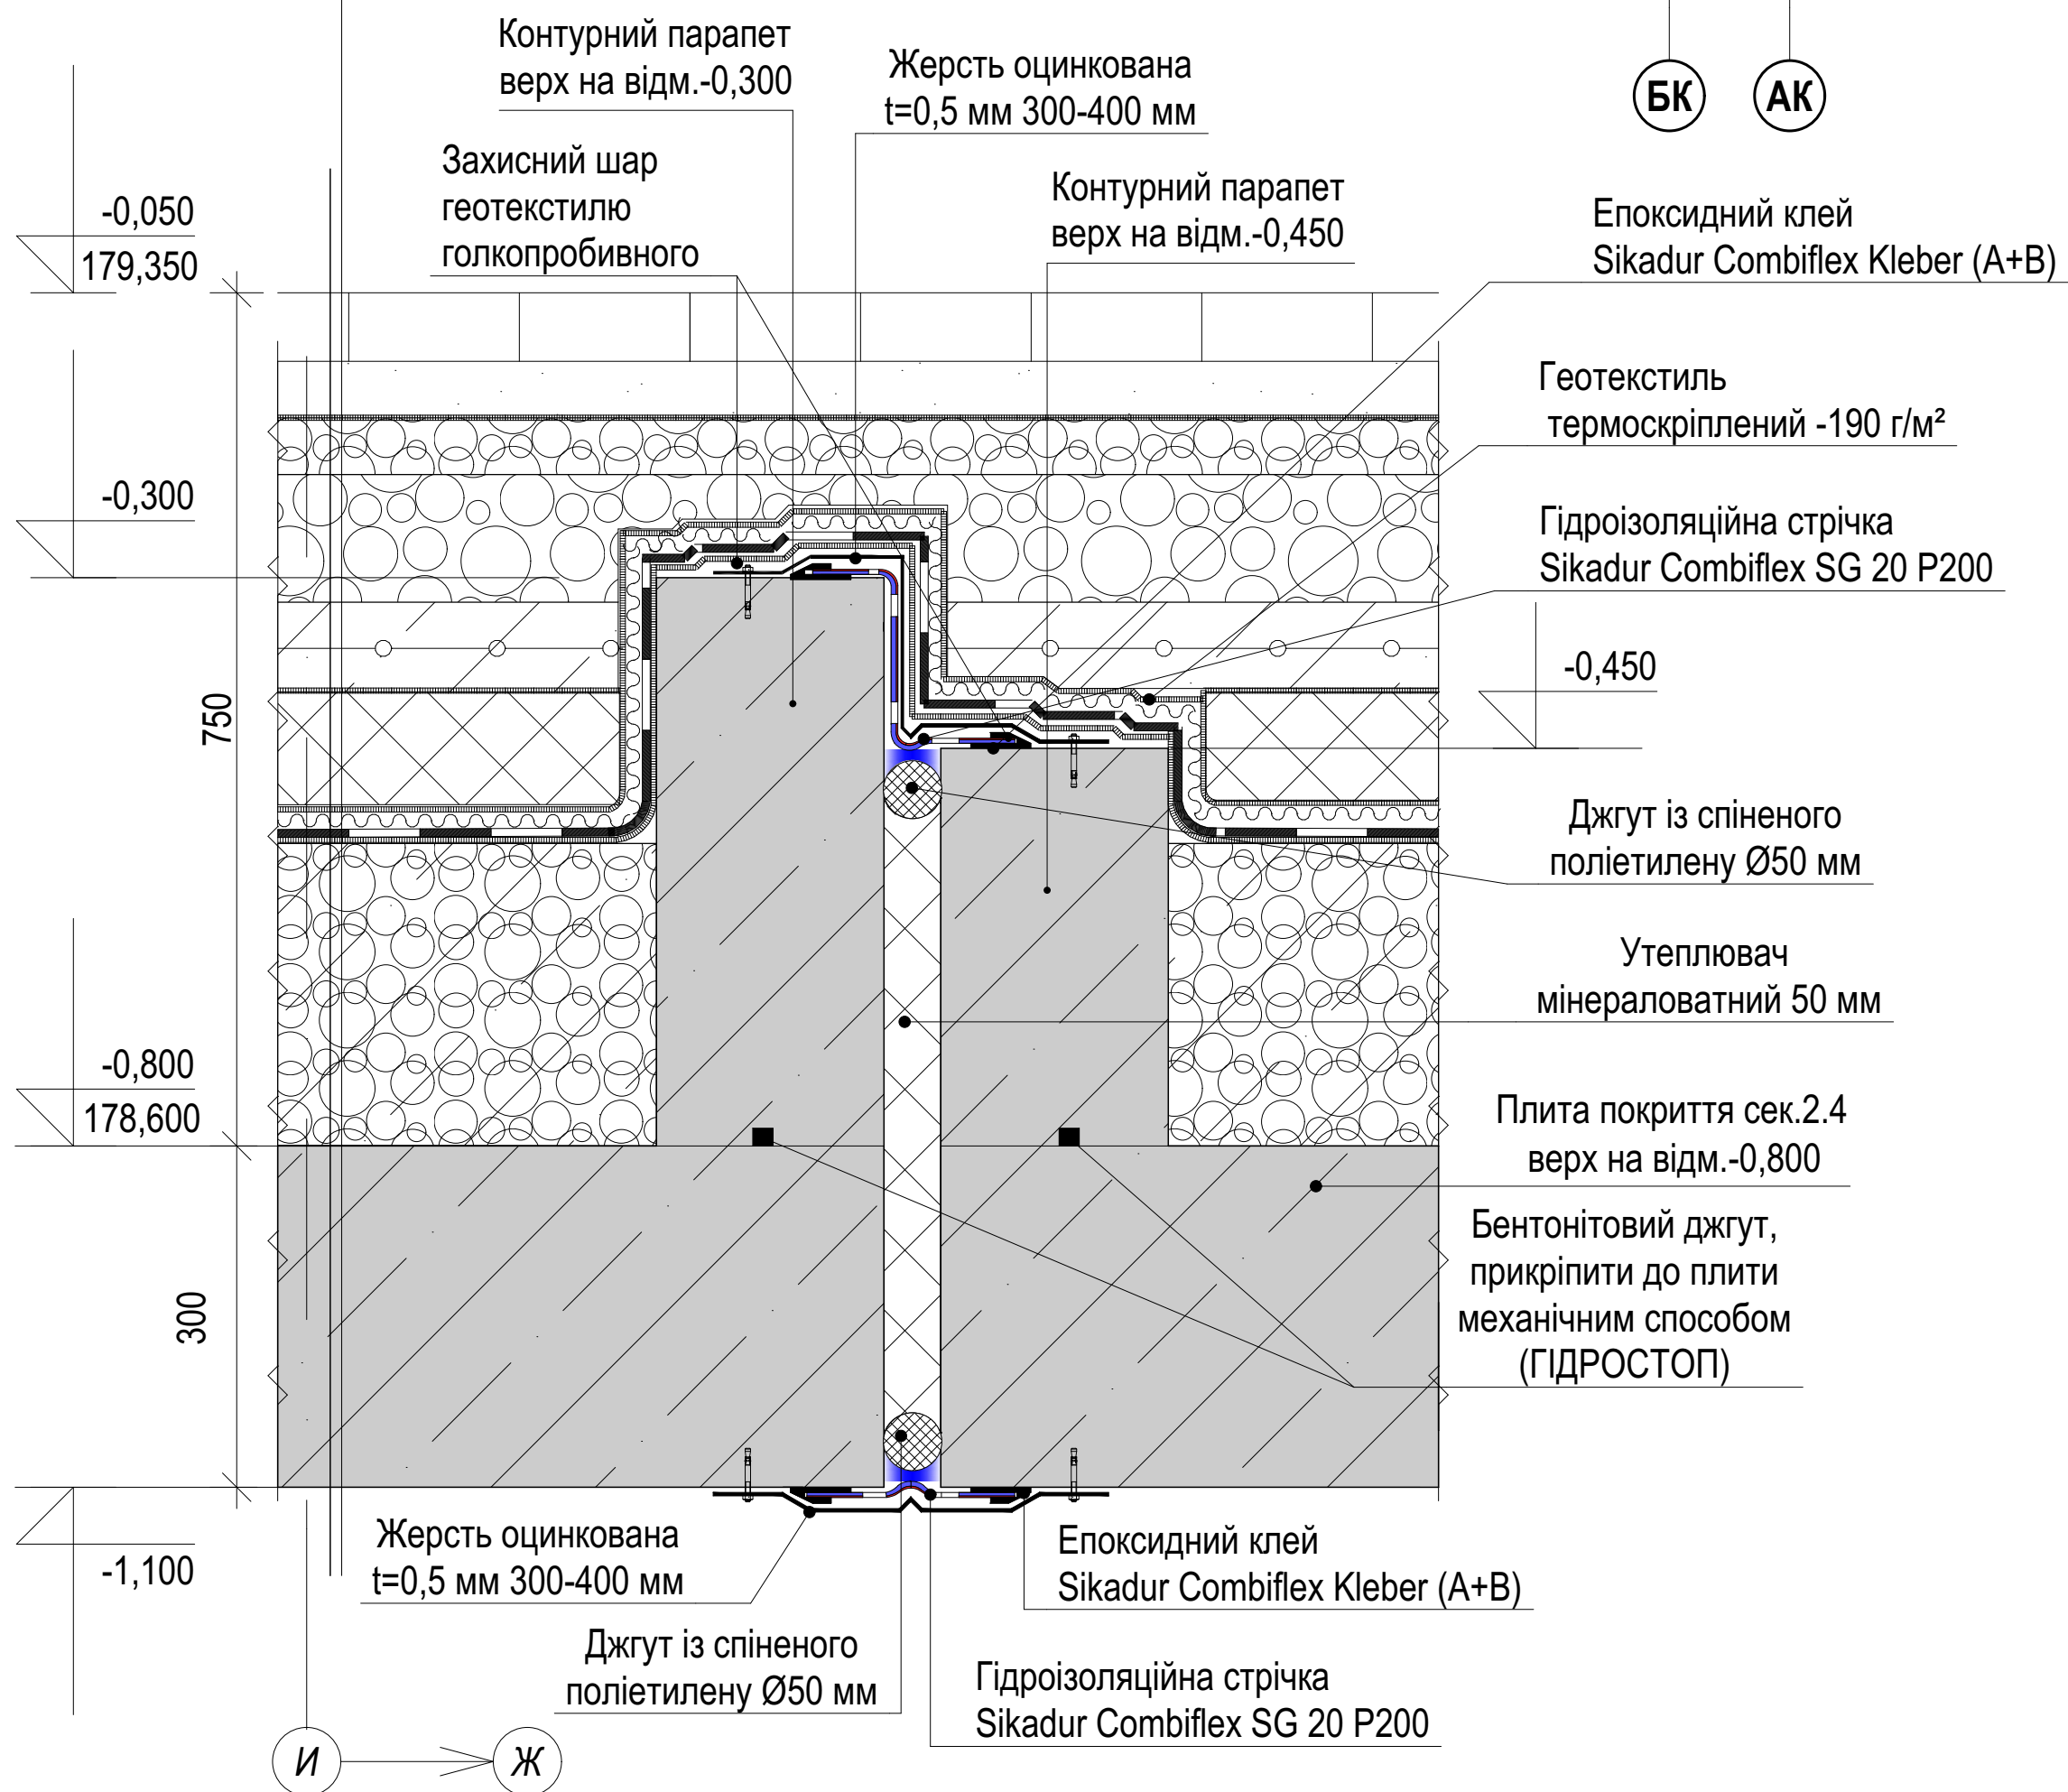 Контурний парапет
верх на відм.-0,300
Жерсть оцинкована
t=0,5 мм 300-400 мм
БК
АК
Захисний шар
геотекстилю
голкопробивного
Контурний парапет
верх на відм.-0,450
Епоксидний клей
Sikadur Combiflex Kleber (A+B)
-0,050
179,350
Геотекстиль
термоскріплений -190 г/м²
-0,300
Гідроізоляційна стрічка
Sikadur Combiflex SG 20 P200
-0,450
750
Джгут із спіненого
поліетилену Ø50 мм
Утеплювач
мінераловатний 50 мм
-0,800
178,600
Плита покриття сек.2.4
верх на відм.-0,800
Бентонітовий джгут,
прикріпити до плити
механічним способом
(ГІДРОСТОП)
300
-1,100
Жерсть оцинкована
t=0,5 мм 300-400 мм
Епоксидний клей
Sikadur Combiflex Kleber (A+B)
Джгут із спіненого
поліетилену Ø50 мм
Гідроізоляційна стрічка
Sikadur Combiflex SG 20 P200
И
Ж